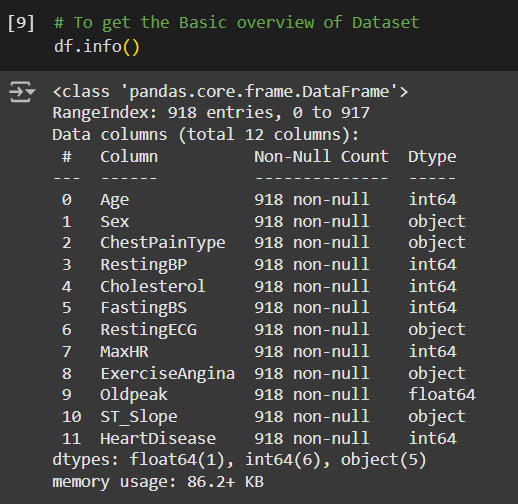 [9] # To get the Basic overview of Dataset
df.info()
<class 'pandas.core.frame.DataFrame'>
RangeIndex: 918 entries, 0 to 917
Data columns (total 12 columns):
 #   Column          Non-Null Count  Dtype
---  ------          --------------  -----
 0   Age             918 non-null    int64
 1   Sex             918 non-null    object
 2   ChestPainType   918 non-null    object
 3   RestingBP       918 non-null    int64
 4   Cholesterol     918 non-null    int64
 5   FastingBS       918 non-null    int64
 6   RestingECG      918 non-null    object
 7   MaxHR           918 non-null    int64
 8   ExerciseAngina  918 non-null    object
 9   Oldpeak         918 non-null    float64
 10  ST_Slope        918 non-null    object
 11  HeartDisease    918 non-null    int64
dtypes: float64(1), int64(6), object(5)
memory usage: 86.2+ KB